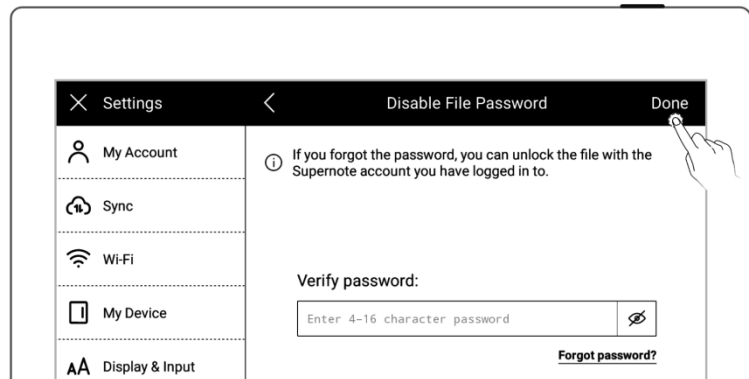 Settings
Disable File Password
Done
My Account
Sync
Wi-Fi
My Device
Display & Input
If you forgot the password, you can unlock the file with the
Supernote account you have logged in to.
Verify password:
Enter 4–16 character password
Forgot password?